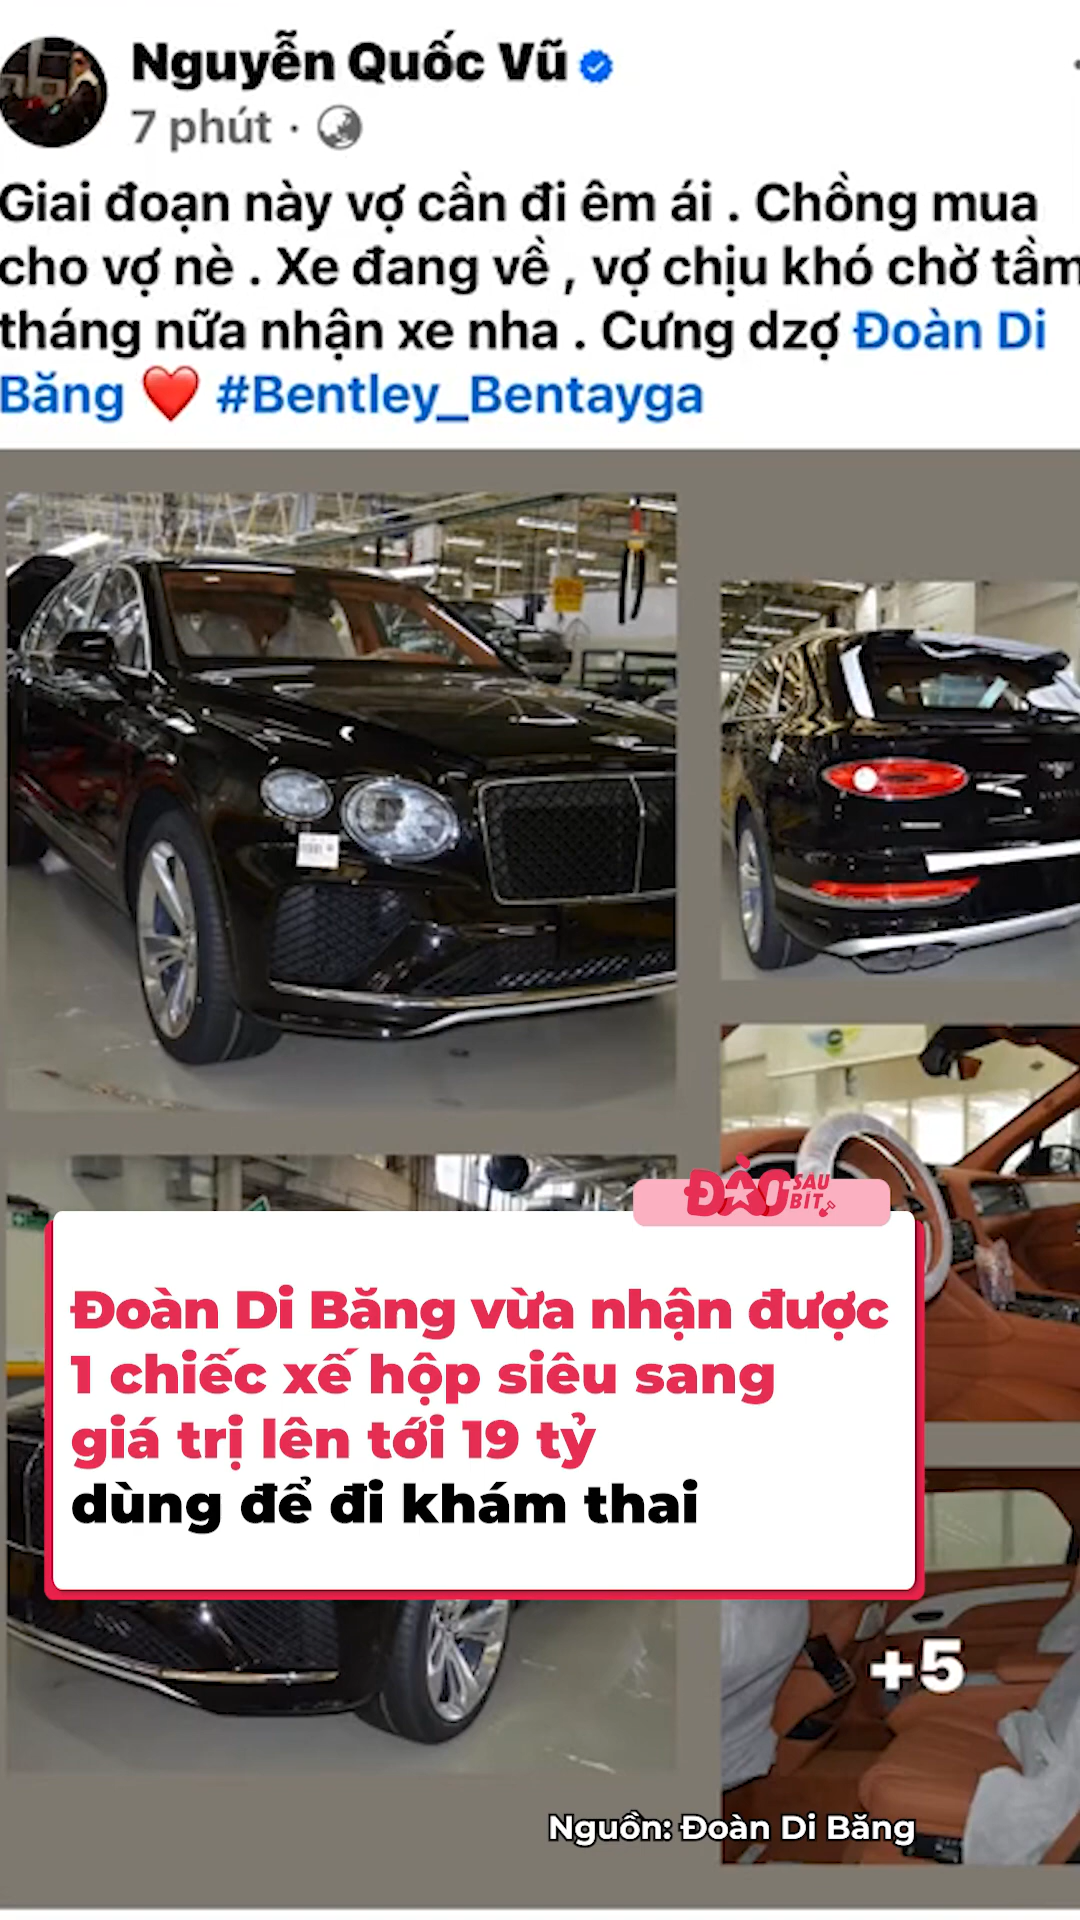 Nguyễn Quốc Vũ
7 phút ·
Giai đoạn này vợ cần đi êm ái . Chồng mua
cho vợ nè . Xe đang về , vợ chịu khó chờ tầm
tháng nữa nhận xe nha . Cưng dzợ Đoàn Di
Băng ❤️ #Bentley_Bentayga
ĐÀO SAU BIT
Đoàn Di Băng vừa nhận được
1 chiếc xế hộp siêu sang
giá trị lên tới 19 tỷ
dùng để đi khám thai
+5
Nguồn: Đoàn Di Băng